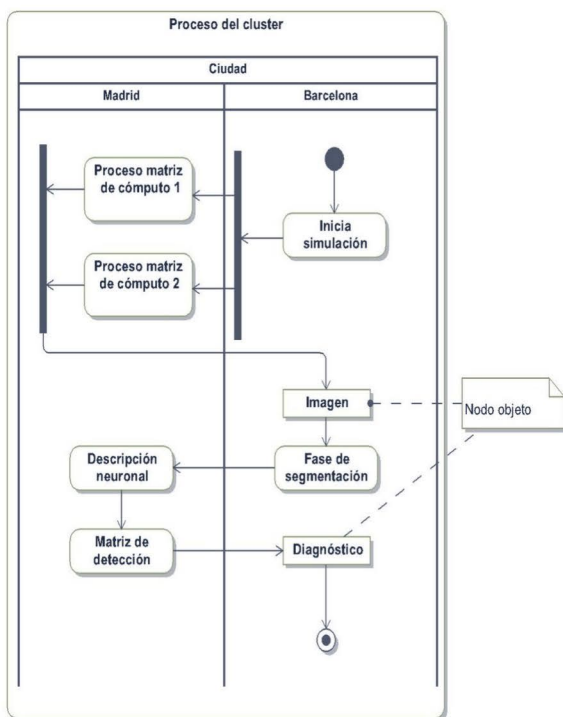 Proceso del cluster
Ciudad
Madrid
Barcelona
Proceso matriz
de cómputo 1
Inicia
simulación
Proceso matriz
de cómputo 2
Imagen
Nodo objeto
Descripción
neuronal
Fase de
segmentación
Matriz de
detección
Diagnóstico